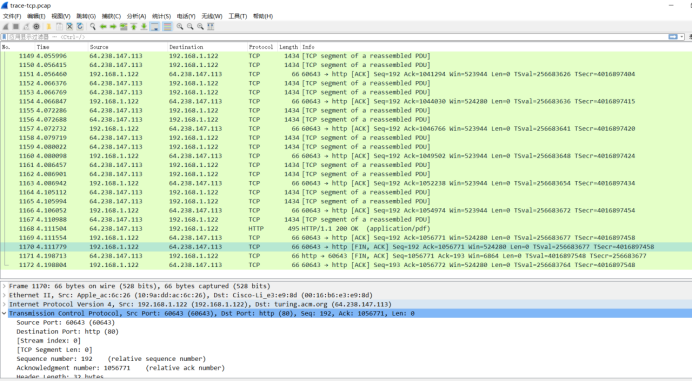 trace-tcp.pcap
文件(F) 编辑(E) 视图(V) 跳转(G) 捕获(C) 分析(A) 统计(S) 电话(Y) 无线(W) 工具(T) 帮助(H)
应用显示过滤器 … <Ctrl-/>
No. Time Source Destination Protocol Length Info
1149 4.055996 64.238.147.113 192.168.1.122 TCP 1434 [TCP segment of a reassembled PDU]
1150 4.056415 64.238.147.113 192.168.1.122 TCP 1434 [TCP segment of a reassembled PDU]
1151 4.056460 192.168.1.122 64.238.147.113 TCP 66 60643 → http [ACK] Seq=192 Ack=1041294 Win=523944 Len=0 TSval=256683626 TSecr=4016897404
1152 4.066376 64.238.147.113 192.168.1.122 TCP 1434 [TCP segment of a reassembled PDU]
1153 4.066769 64.238.147.113 192.168.1.122 TCP 1434 [TCP segment of a reassembled PDU]
1154 4.066847 192.168.1.122 64.238.147.113 TCP 66 60643 → http [ACK] Seq=192 Ack=1044030 Win=524280 Len=0 TSval=256683636 TSecr=4016897415
1155 4.072286 64.238.147.113 192.168.1.122 TCP 1434 [TCP segment of a reassembled PDU]
1156 4.072688 64.238.147.113 192.168.1.122 TCP 1434 [TCP segment of a reassembled PDU]
1157 4.072732 192.168.1.122 64.238.147.113 TCP 66 60643 → http [ACK] Seq=192 Ack=1046766 Win=523944 Len=0 TSval=256683641 TSecr=4016897420
1158 4.079719 64.238.147.113 192.168.1.122 TCP 1434 [TCP segment of a reassembled PDU]
1159 4.080022 64.238.147.113 192.168.1.122 TCP 1434 [TCP segment of a reassembled PDU]
1160 4.080098 192.168.1.122 64.238.147.113 TCP 66 60643 → http [ACK] Seq=192 Ack=1049502 Win=523944 Len=0 TSval=256683648 TSecr=4016897424
1161 4.086457 64.238.147.113 192.168.1.122 TCP 1434 [TCP segment of a reassembled PDU]
1162 4.086901 64.238.147.113 192.168.1.122 TCP 1434 [TCP segment of a reassembled PDU]
1163 4.086942 192.168.1.122 64.238.147.113 TCP 66 60643 → http [ACK] Seq=192 Ack=1052238 Win=523944 Len=0 TSval=256683654 TSecr=4016897434
1164 4.105112 64.238.147.113 192.168.1.122 TCP 1434 [TCP segment of a reassembled PDU]
1165 4.105994 64.238.147.113 192.168.1.122 TCP 1434 [TCP segment of a reassembled PDU]
1166 4.106052 192.168.1.122 64.238.147.113 TCP 66 60643 → http [ACK] Seq=192 Ack=1054974 Win=523944 Len=0 TSval=256683672 TSecr=4016897447
1167 4.110988 64.238.147.113 192.168.1.122 TCP 1434 [TCP segment of a reassembled PDU]
1168 4.111504 64.238.147.113 192.168.1.122 HTTP 495 HTTP/1.1 200 OK (application/pdf)
1169 4.111554 192.168.1.122 64.238.147.113 TCP 66 60643 → http [ACK] Seq=192 Ack=1056771 Win=523944 Len=0 TSval=256683677 TSecr=4016897458
1170 4.111779 192.168.1.122 64.238.147.113 TCP 66 60643 → http [FIN, ACK] Seq=192 Ack=1056771 Win=524280 Len=0 TSval=256683677 TSecr=4016897458
1171 4.198713 64.238.147.113 192.168.1.122 TCP 66 http → 60643 [FIN, ACK] Seq=1056771 Ack=193 Win=6864 Len=0 TSval=4016897548 TSecr=256683677
1172 4.198810 192.168.1.122 64.238.147.113 TCP 66 60643 → http [ACK] Seq=193 Ack=1056772 Win=524280 Len=0 TSval=256683764 TSecr=4016897548
Frame 1170: 66 bytes on wire (528 bits), 66 bytes captured (528 bits)
Ethernet II, Src: Apple_ac:6c:26 (10:9a:dd:ac:6c:26), Dst: Cisco-Li_e3:e9:8d (00:16:b6:e3:e9:8d)
Internet Protocol Version 4, Src: 192.168.1.122 (192.168.1.122), Dst: turing.acm.org (64.238.147.113)
Transmission Control Protocol, Src Port: 60643 (60643), Dst Port: http (80), Seq: 192, Ack: 1056771, Len: 0
Source Port: 60643 (60643)
Destination Port: http (80)
[Stream index: 0]
[TCP Segment Len: 0]
Sequence number: 192 (relative sequence number)
Acknowledgment number: 1056771 (relative ack number)
Header Length: 32 bytes